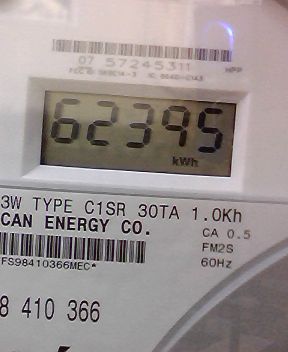 07 57245311
HPP
62395
kWh
3W TYPE C1SR 30TA 1.0Kh
CAN ENERGY CO.
CA 0.5
FM2S
60Hz
FS98410366MEC*
8 410 366